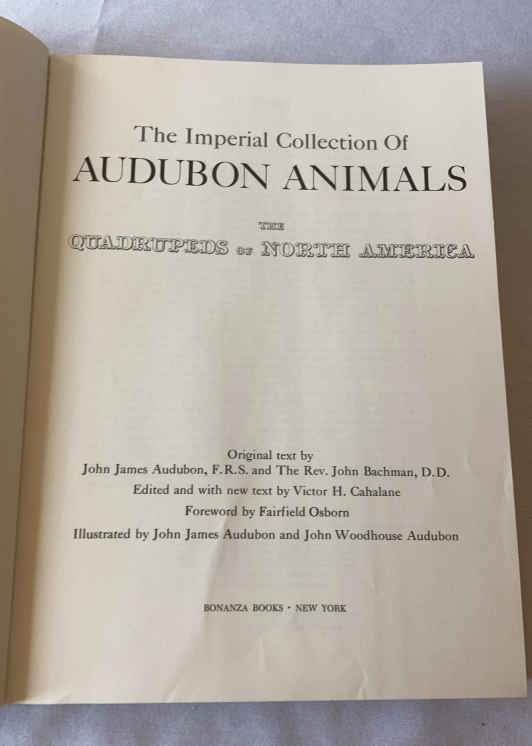 The Imperial Collection Of
AUDUBON ANIMALS
THE
QUADRUPEDS OF NORTH AMERICA
Original text by
John James Audubon, F.R.S. and The Rev. John Bachman, D.D.
Edited and with new text by Victor H. Cahalane
Foreword by Fairfield Osborn
Illustrated by John James Audubon and John Woodhouse Audubon
BONANZA BOOKS • NEW YORK